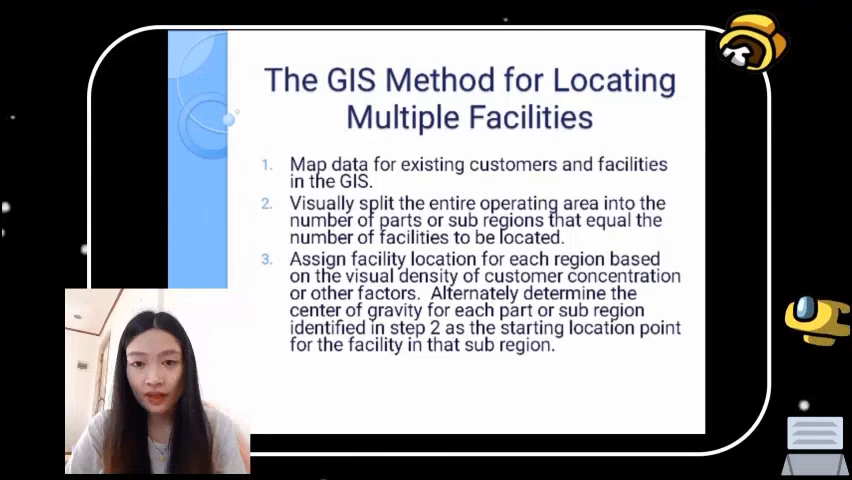 The GIS Method for Locating
Multiple Facilities
1. Map data for existing customers and facilities
in the GIS.
2. Visually split the entire operating area into the
number of parts or sub regions that equal the
number of facilities to be located.
3. Assign facility location for each region based
on the visual density of customer concentration
or other factors. Alternately determine the
center of gravity for each part or sub region
identified in step 2 as the starting location point
for the facility in that sub region.